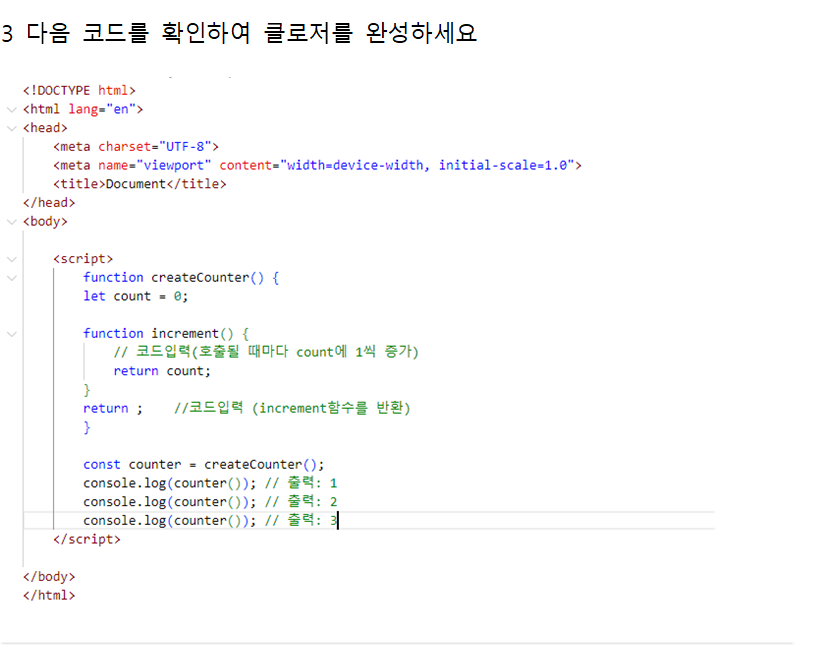 3 다음 코드를 확인하여 클로저를 완성하세요
<!DOCTYPE html>
<html lang="en">
<head>
    <meta charset="UTF-8">
    <meta name="viewport" content="width=device-width, initial-scale=1.0">
    <title>Document</title>
</head>
<body>
    <script>
        function createCounter() {
        let count = 0;
        function increment() {
            // 코드입력(호출될 때마다 count에 1씩 증가)
            return count;
        }
        return ;    //코드입력 (increment함수를 반환)
        }
        const counter = createCounter();
        console.log(counter()); // 출력: 1
        console.log(counter()); // 출력: 2
        console.log(counter()); // 출력: 3
    </script>
</body>
</html>